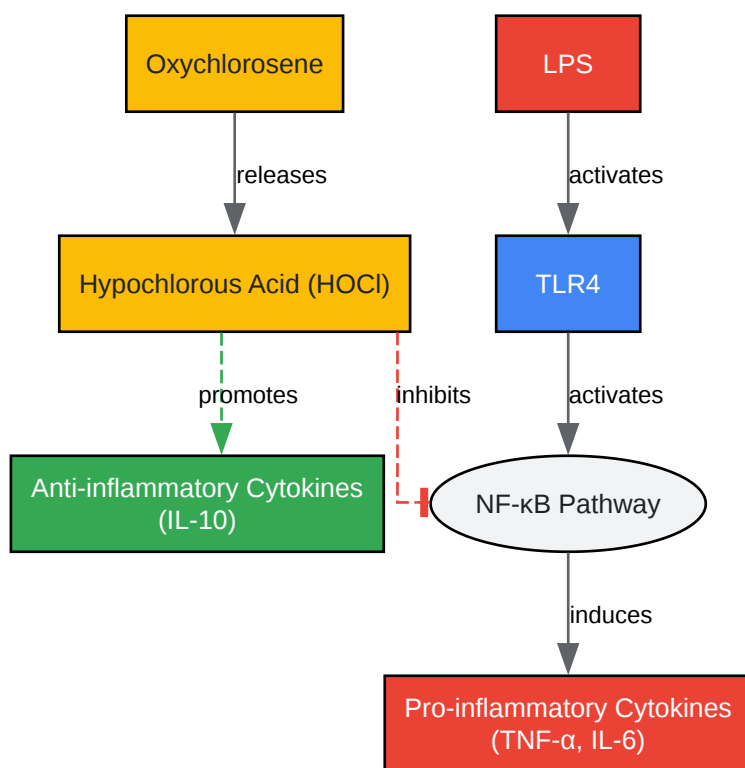 Oxychlorosene
LPS
releases
activates
Hypochlorous Acid (HOCl)
TLR4
promotes
inhibits
activates
Anti-inflammatory Cytokines
(IL-10)
NF-κB Pathway
induces
Pro-inflammatory Cytokines
(TNF-α, IL-6)